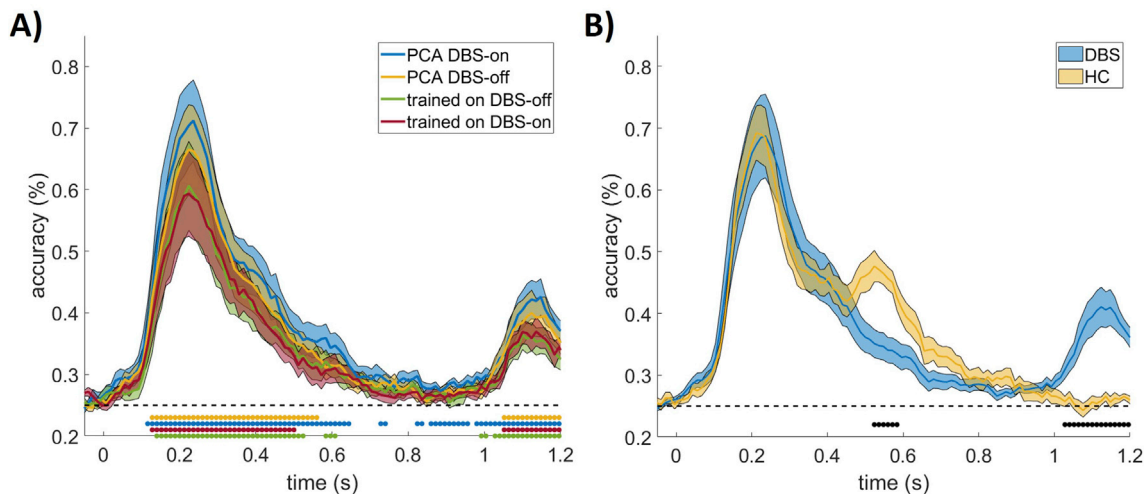 A)
PCA DBS-on
PCA DBS-off
trained on DBS-off
trained on DBS-on
accuracy (%)
0.8
0.7
0.6
0.5
0.4
0.3
0.2
0 0.2 0.4 0.6 0.8 1 1.2
time (s)
B)
DBS
HC
accuracy (%)
0.8
0.7
0.6
0.5
0.4
0.3
0.2
0 0.2 0.4 0.6 0.8 1 1.2
time (s)